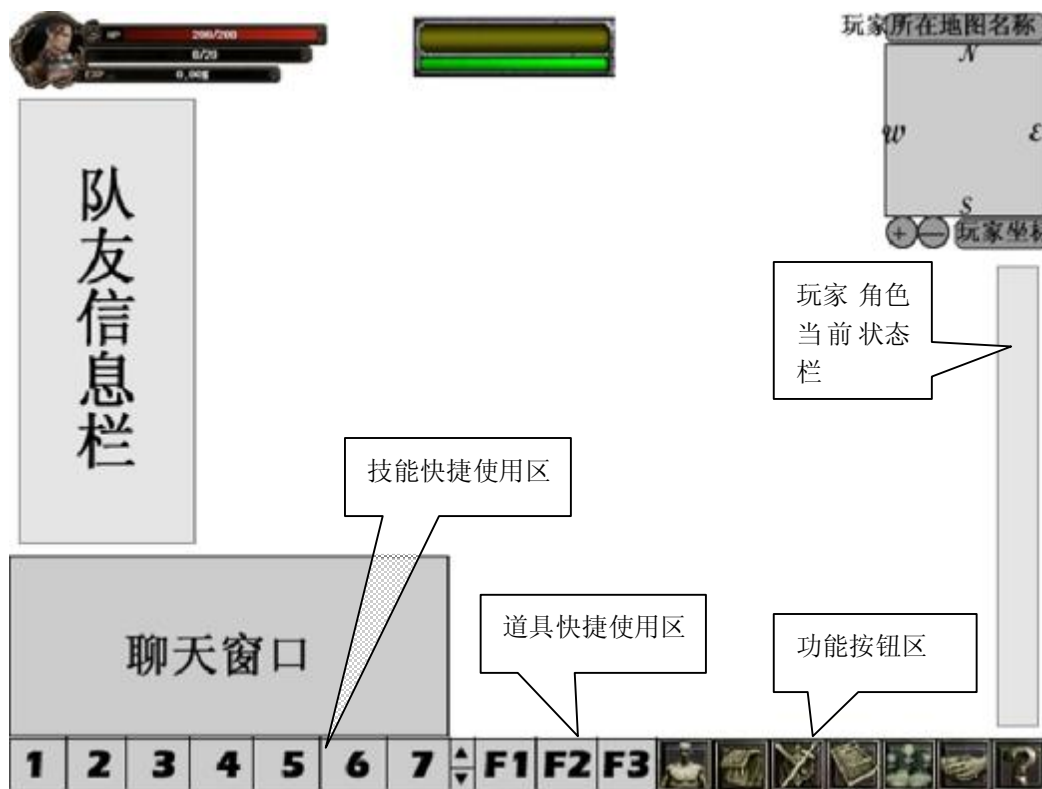 HP 200/200
0/20
EXP 0.00%
玩家所在地图名称
N
W
E
S
+
—
玩家坐标
队友信息栏
玩家 角色
当前 状态
栏
技能快捷使用区
道具快捷使用区
功能按钮区
聊天窗口
1 2 3 4 5 6 7 F1 F2 F3 ?